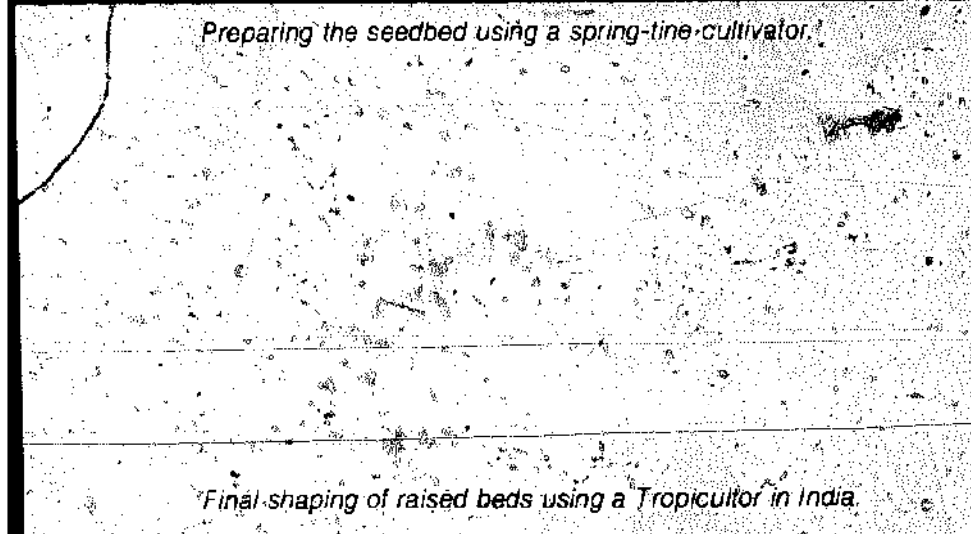 Preparing the seedbed using a spring-tine cultivator.
Final shaping of raised beds using a Tropicultor in India.